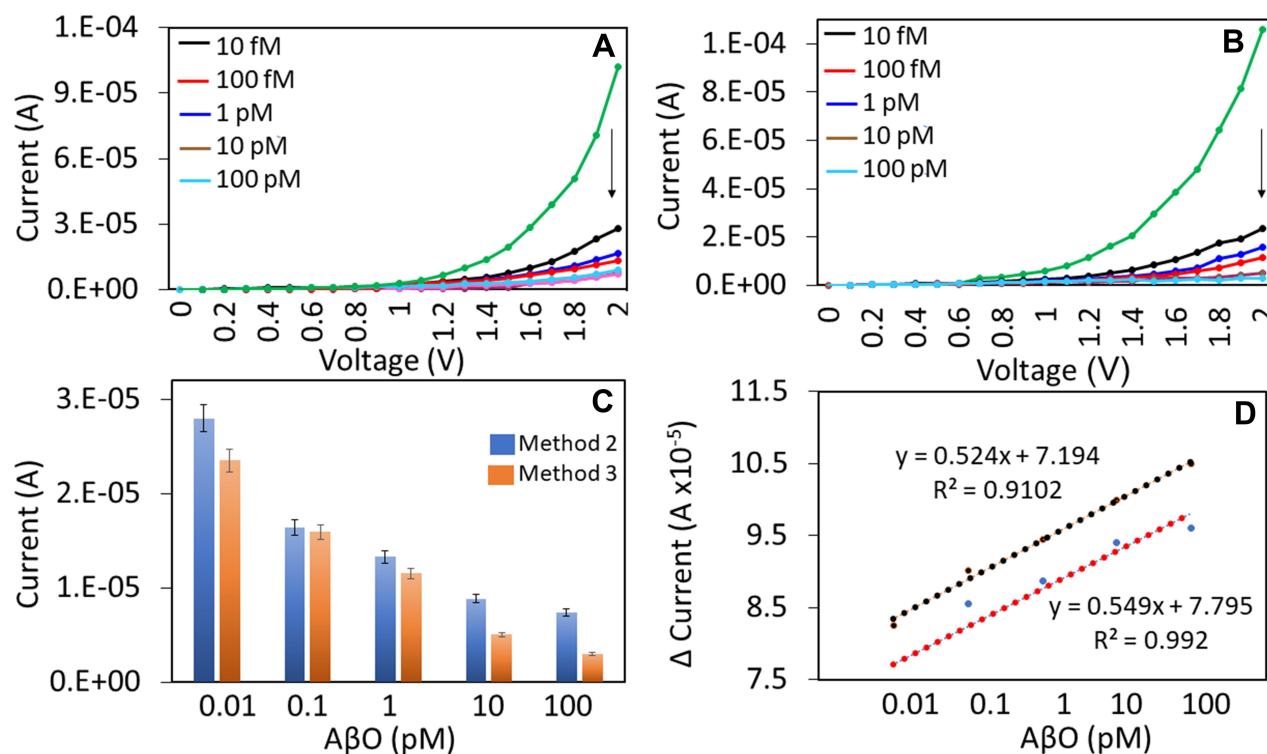 A
Current (A)
1.E-04
9.E-05
6.E-05
3.E-05
0.E+00
10 fM
100 fM
1 pM
10 pM
100 pM
0 0.2 0.4 0.6 0.8 1 1.2 1.4 1.6 1.8 2
Voltage (V)
B
Current (A)
1.E-04
8.E-05
6.E-05
4.E-05
2.E-05
0.E+00
10 fM
100 fM
1 pM
10 pM
100 pM
0 0.2 0.4 0.6 0.8 1 1.2 1.4 1.6 1.8 2
Voltage (V)
C
Current (A)
3.E-05
2.E-05
1.E-05
0.E+00
Method 2
Method 3
0.01 0.1 1 10 100
AβO (pM)
D
Δ Current (A x10⁻⁵)
11.5
10.5
9.5
8.5
7.5
y = 0.524x + 7.194
R² = 0.9102
y = 0.549x + 7.795
R² = 0.992
0.01 0.1 1 10 100
AβO (pM)